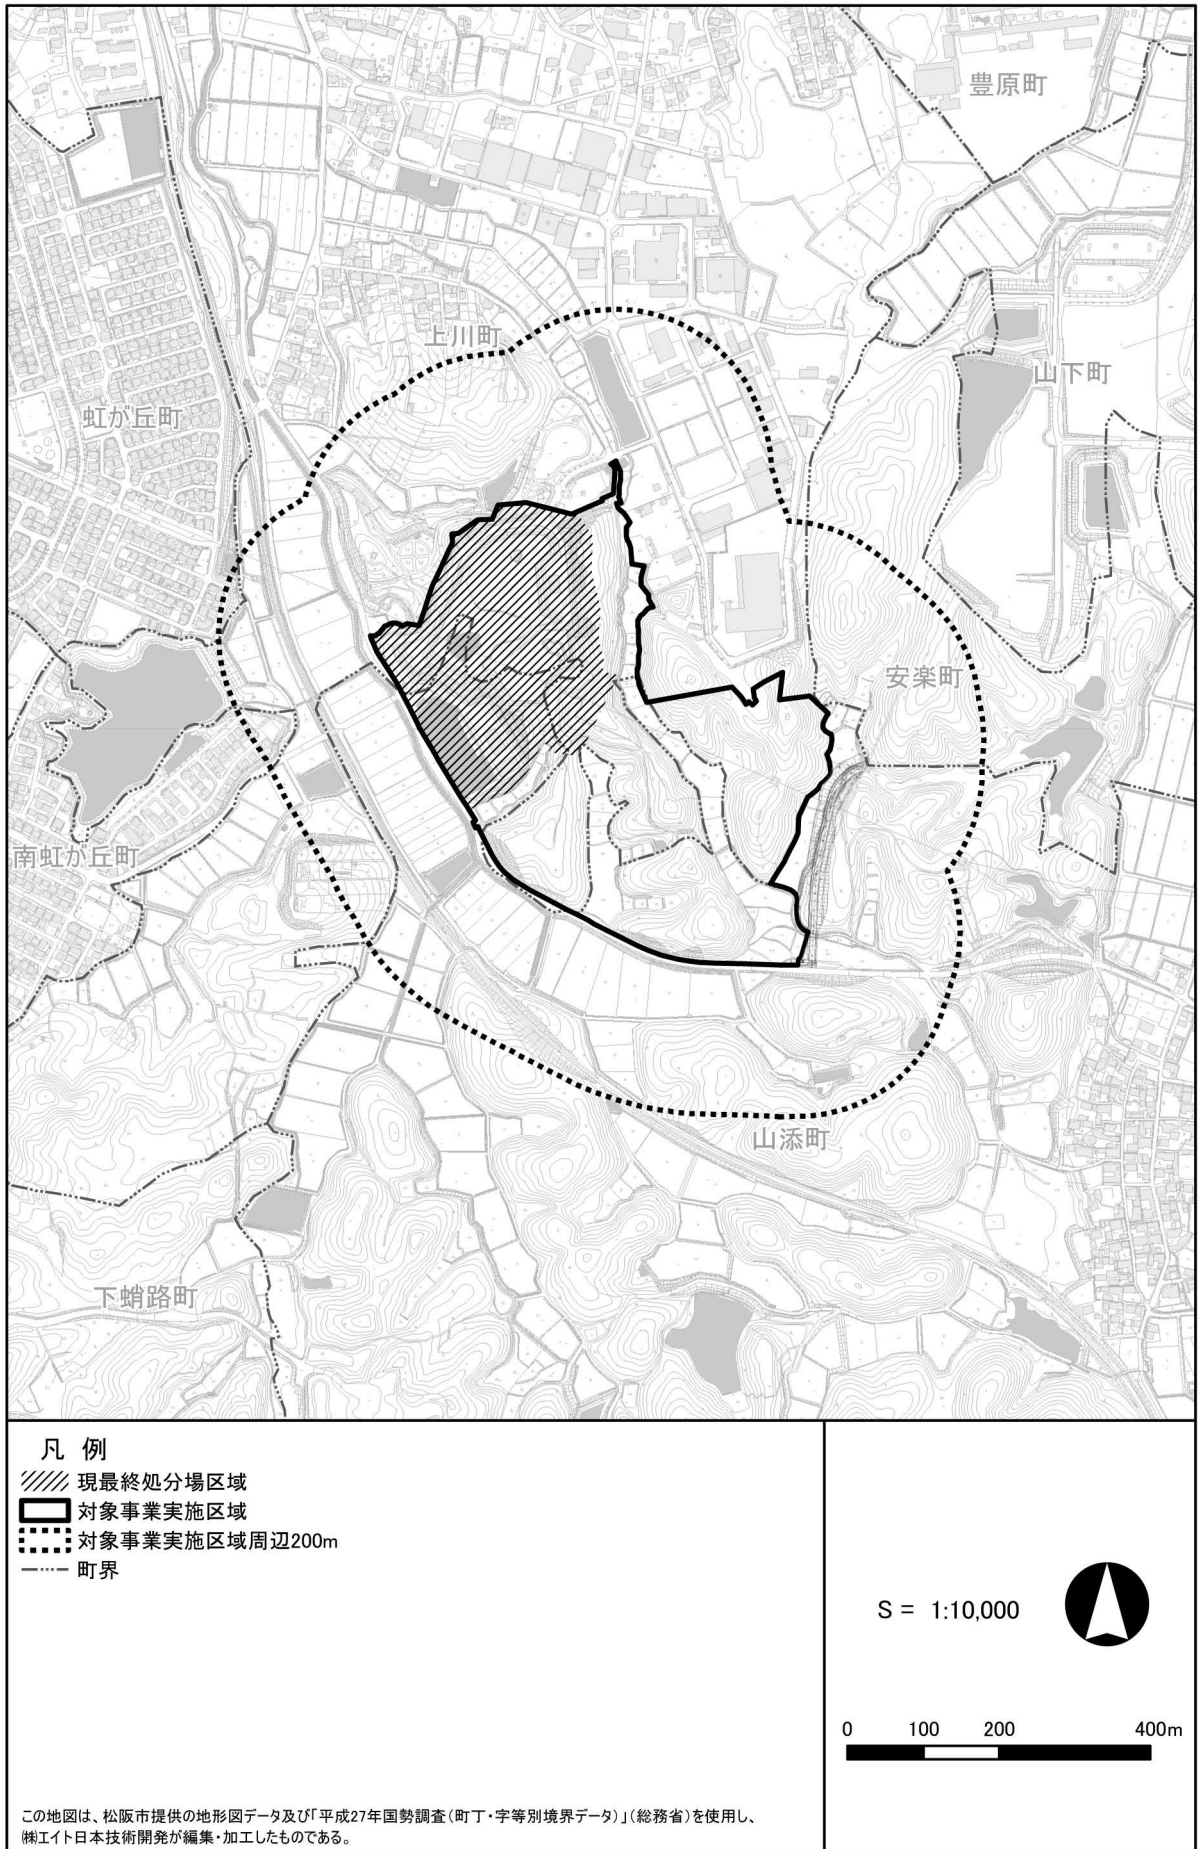 豊原町
上川町
山下町
虹が丘町
安楽町
南虹が丘町
山添町
下蛸路町
凡 例
現最終処分場区域
対象事業実施区域
対象事業実施区域周辺200m
町界
S = 1:10,000
0 100 200 400m
この地図は、松阪市提供の地形図データ及び「平成27年国勢調査(町丁・字等別境界データ)」(総務省)を使用し、
㈱エイト日本技術開発が編集・加工したものである。